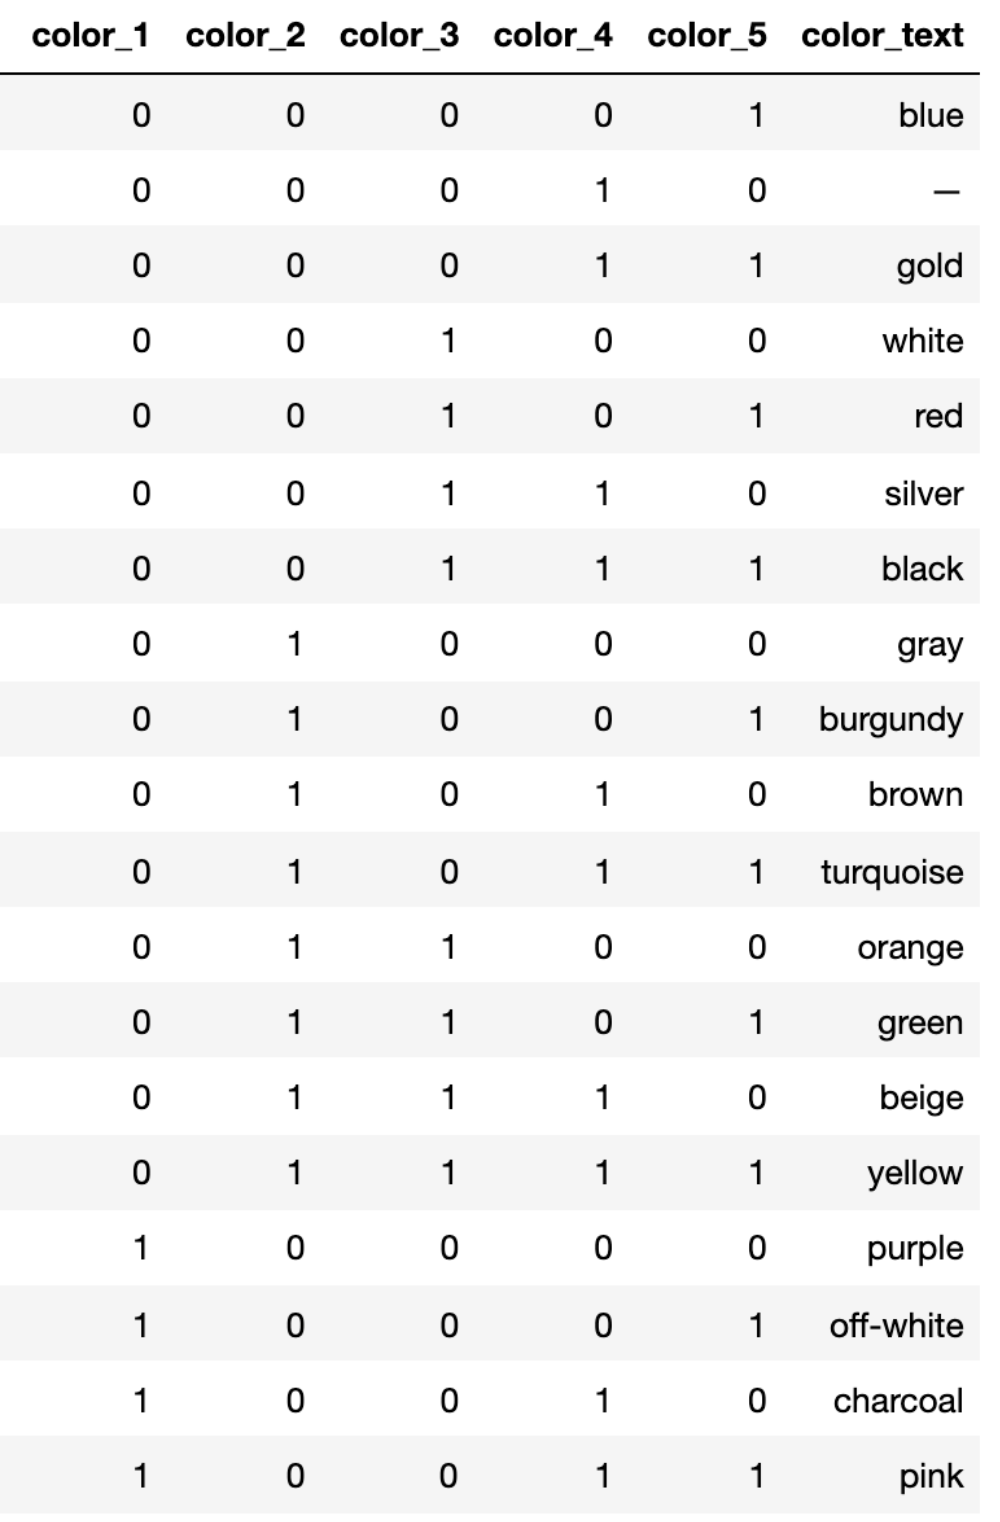 color_1 color_2 color_3 color_4 color_5 color_text
0 0 0 0 1 blue
0 0 0 1 0 —
0 0 0 1 1 gold
0 0 1 0 0 white
0 0 1 0 1 red
0 0 1 1 0 silver
0 0 1 1 1 black
0 1 0 0 0 gray
0 1 0 0 1 burgundy
0 1 0 1 0 brown
0 1 0 1 1 turquoise
0 1 1 0 0 orange
0 1 1 0 1 green
0 1 1 1 0 beige
0 1 1 1 1 yellow
1 0 0 0 0 purple
1 0 0 0 1 off-white
1 0 0 1 0 charcoal
1 0 0 1 1 pink